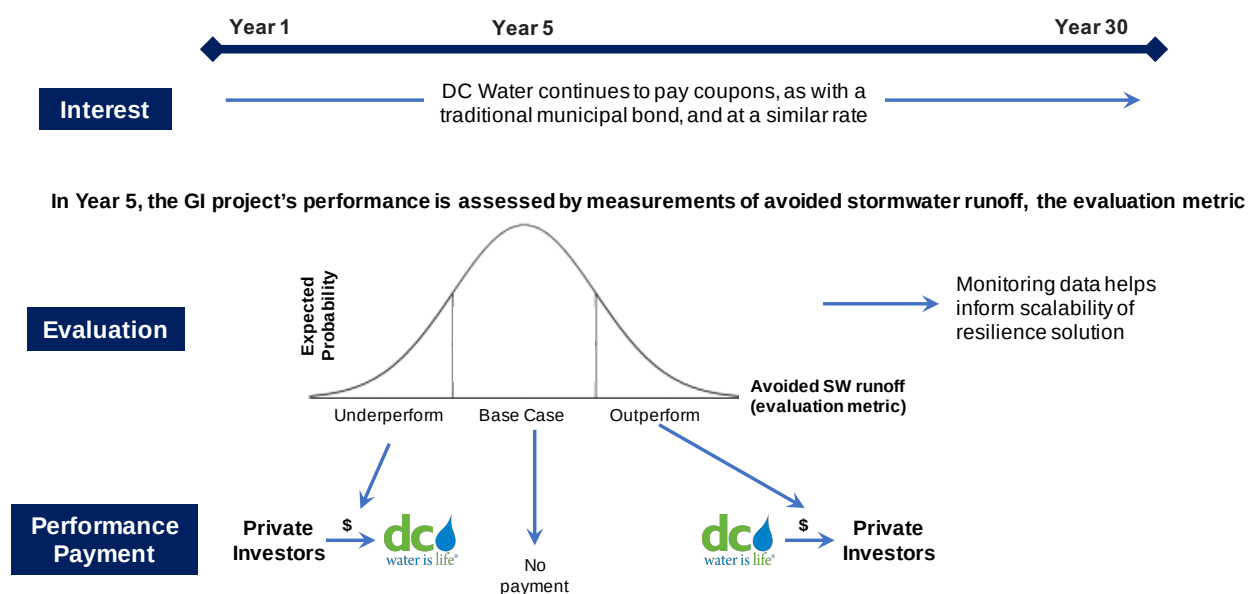 Year 1
Year 5
Year 30
Interest
DC Water continues to pay coupons, as with a
traditional municipal bond, and at a similar rate
In Year 5, the GI project’s performance is assessed by measurements of avoided stormwater runoff, the evaluation metric
Evaluation
Expected
Probability
Monitoring data helps
inform scalability of
resilience solution
Avoided SW runoff
(evaluation metric)
Underperform
Base Case
Outperform
Performance
Payment
Private
Investors
$
dc
water is life®
No
payment
dc
water is life®
$
Private
Investors